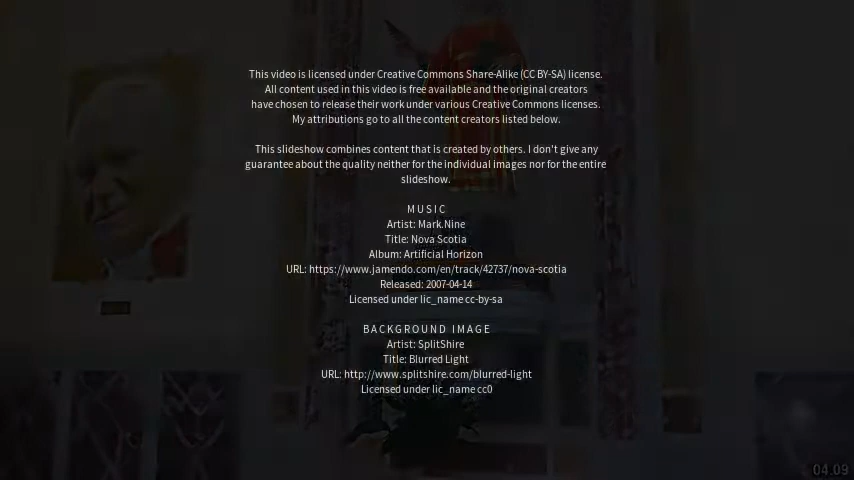 This video is licensed under Creative Commons Share-Alike (CC BY-SA) license.
All content used in this video is free available and the original creators
have chosen to release their work under various Creative Commons licenses.
My attributions go to all the content creators listed below.
This slideshow combines content that is created by others. I don't give any
guarantee about the quality neither for the individual images nor for the entire
slideshow.
MUSIC
Artist: Mark.Nine
Title: Nova Scotia
Album: Artificial Horizon
URL: https://www.jamendo.com/en/track/42737/nova-scotia
Released: 2007-04-14
Licensed under lic_name cc-by-sa
BACKGROUND IMAGE
Artist: SplitShire
Title: Blurred Light
URL: http://www.splitshire.com/blurred-light
Licensed under lic_name cc0
04.09